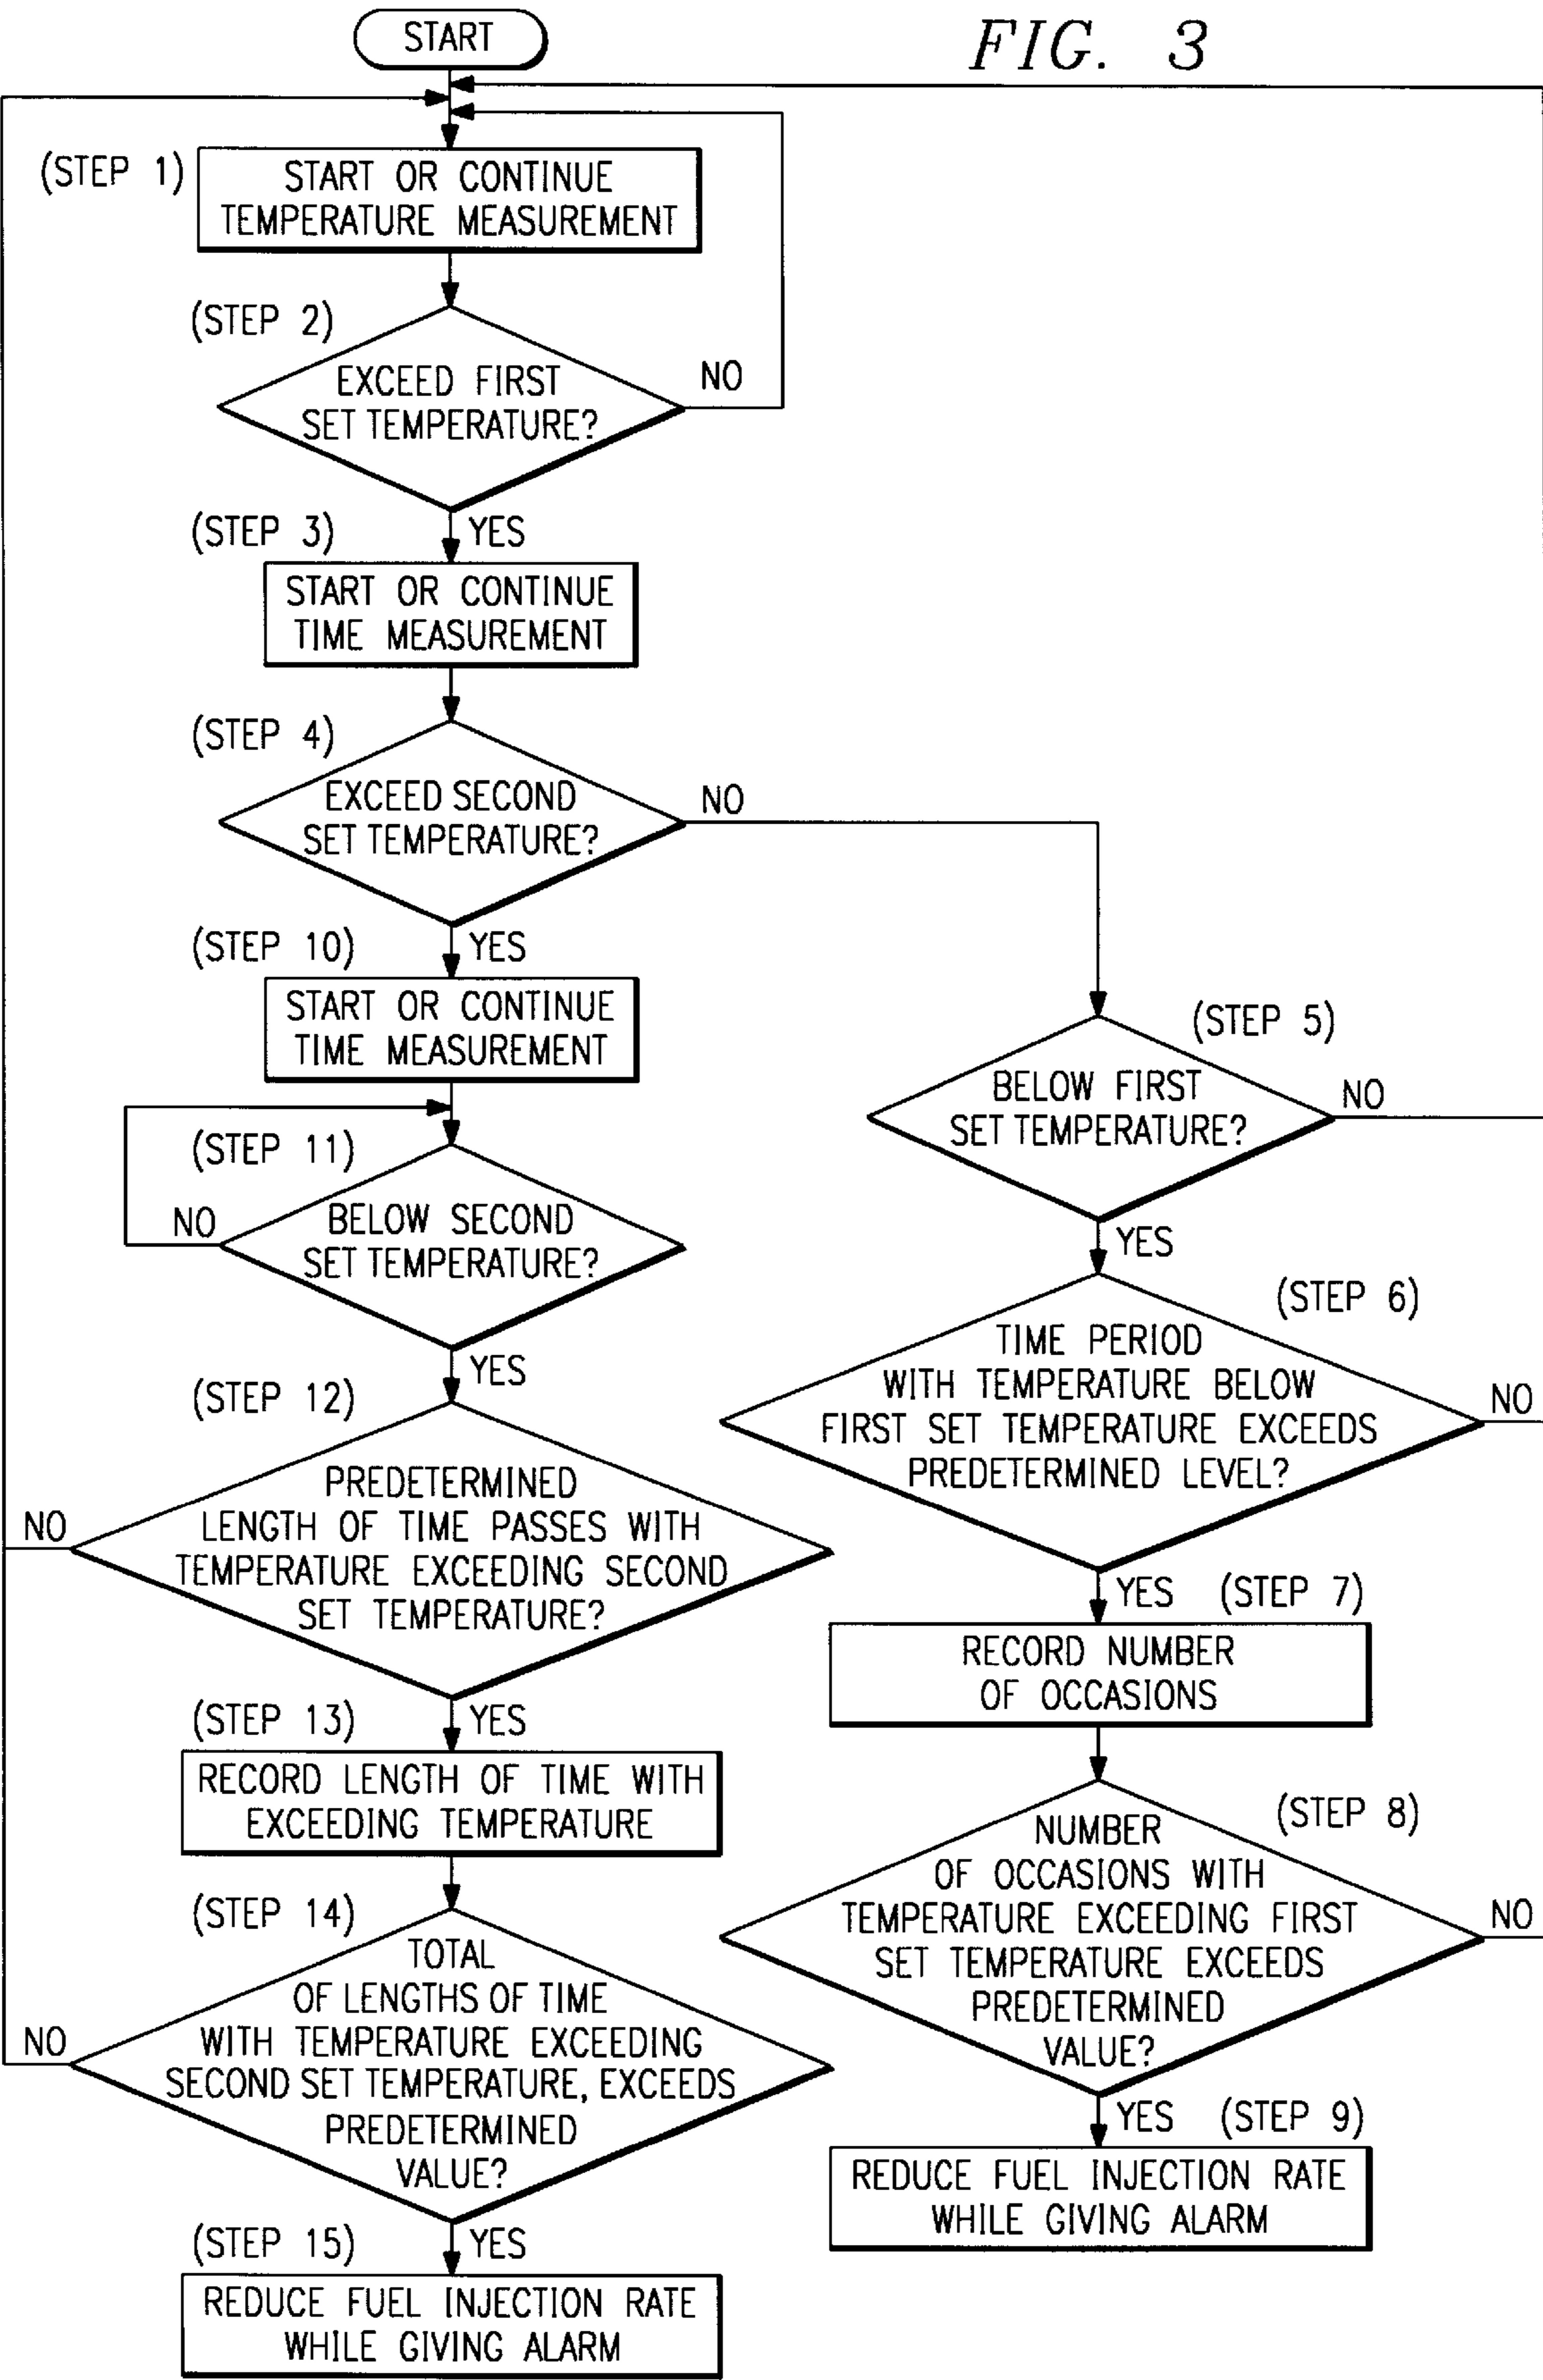 START
FIG. 3
(STEP 1)
START OR CONTINUE
TEMPERATURE MEASUREMENT
(STEP 2)
EXCEED FIRST
SET TEMPERATURE?
NO
(STEP 3)
YES
START OR CONTINUE
TIME MEASUREMENT
(STEP 4)
EXCEED SECOND
SET TEMPERATURE?
NO
(STEP 10)
YES
START OR CONTINUE
TIME MEASUREMENT
(STEP 11)
NO
BELOW SECOND
SET TEMPERATURE?
YES
(STEP 12)
NO
PREDETERMINED
LENGTH OF TIME PASSES WITH
TEMPERATURE EXCEEDING SECOND
SET TEMPERATURE?
(STEP 13)
YES
RECORD LENGTH OF TIME WITH
EXCEEDING TEMPERATURE
(STEP 14)
NO
TOTAL
OF LENGTHS OF TIME
WITH TEMPERATURE EXCEEDING
SECOND SET TEMPERATURE, EXCEEDS
PREDETERMINED
VALUE?
(STEP 15)
YES
REDUCE FUEL INJECTION RATE
WHILE GIVING ALARM
(STEP 5)
BELOW FIRST
SET TEMPERATURE?
NO
YES
(STEP 6)
TIME PERIOD
WITH TEMPERATURE BELOW
FIRST SET TEMPERATURE EXCEEDS
PREDETERMINED LEVEL?
NO
YES
(STEP 7)
RECORD NUMBER
OF OCCASIONS
(STEP 8)
NUMBER
OF OCCASIONS WITH
TEMPERATURE EXCEEDING FIRST
SET TEMPERATURE EXCEEDS
PREDETERMINED
VALUE?
NO
YES
(STEP 9)
REDUCE FUEL INJECTION RATE
WHILE GIVING ALARM